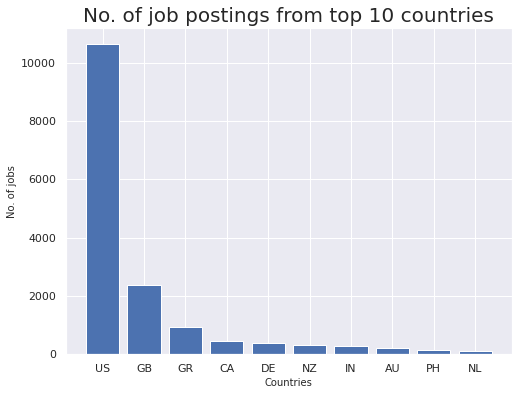 No. of job postings from top 10 countries
No. of jobs
10000
8000
6000
4000
2000
0
US GB GR CA DE NZ IN AU PH NL
Countries